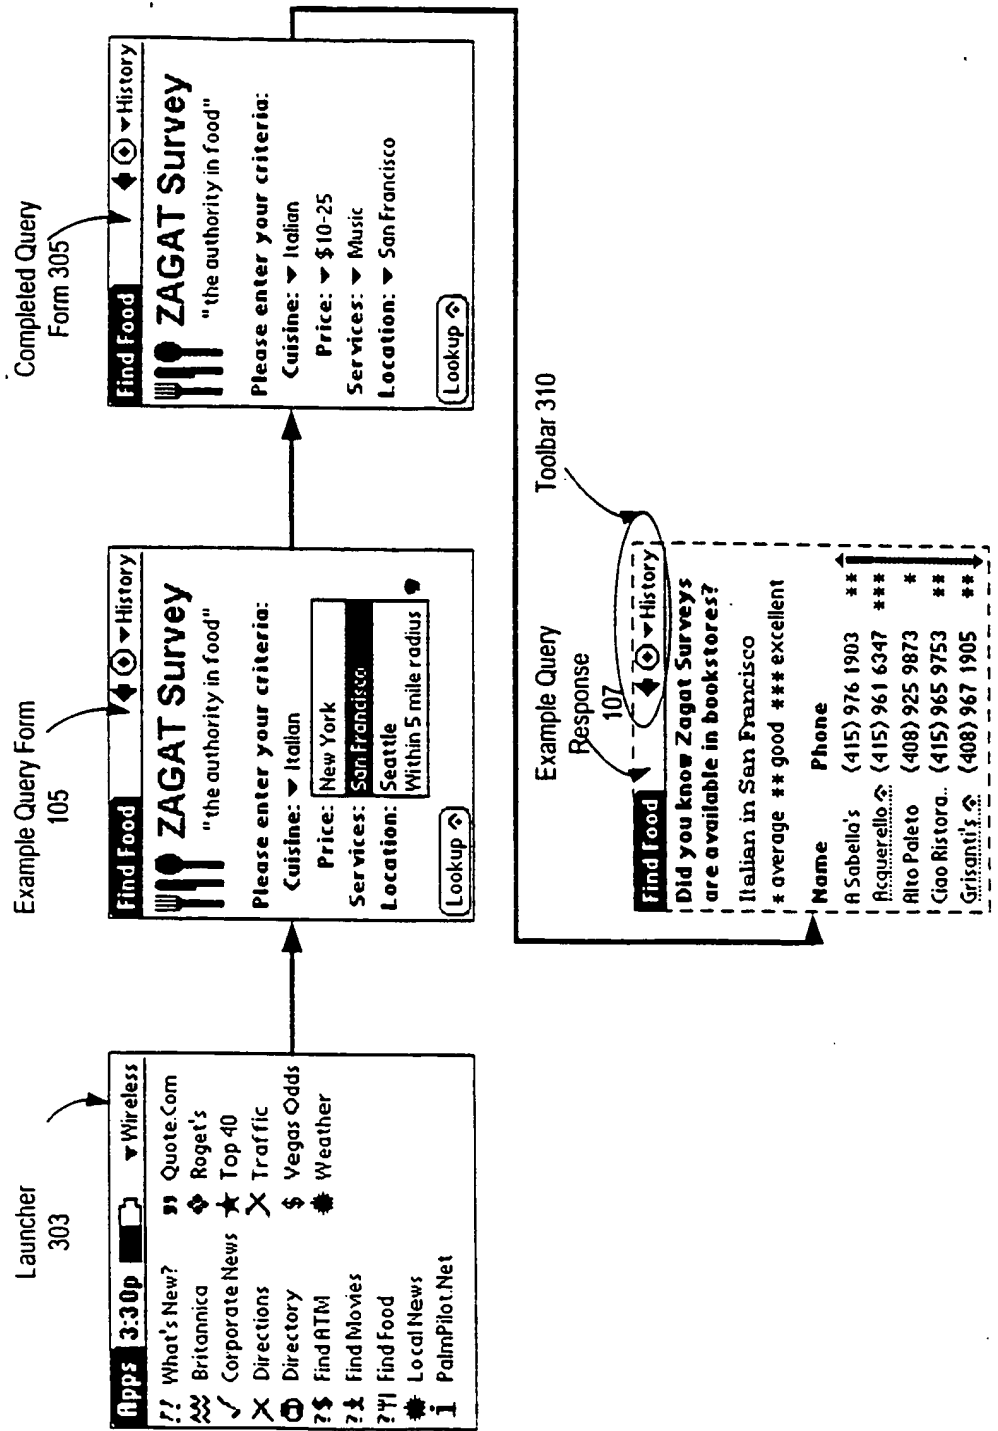 Launcher
303
Apps 3:30p Wireless
?? What's New?
Britannica
Corporate News
Directions
Directory
?$ Find ATM
? Find Movies
? Find Food
Local News
i PalmPilot.Net
Quote.Com
Roget's
Top 40
Traffic
$ Vegas Odds
Weather
Example Query Form
105
Find Food History
ZAGAT Survey
"the authority in food"
Please enter your criteria:
Cuisine: Italian
Price:
Services:
Location:
New York
San Francisco
Seattle
Within 5 mile radius
Lookup
Completed Query
Form 305
Find Food History
ZAGAT Survey
"the authority in food"
Please enter your criteria:
Cuisine: Italian
Price: $10-25
Services: Music
Location: San Francisco
Lookup
Example Query
Response
107
Toolbar 310
Find Food History
Did you know Zagat Surveys
are available in bookstores?
Italian in San Francisco
* average ** good *** excellent
Name Phone
A Sabella's (415) 976 1903 **
Acquerello (415) 961 6347 ***
Alto Paleto (408) 925 9873 *
Ciao Ristora.. (415) 965 9753 **
Grisanti's (408) 967 1905 **